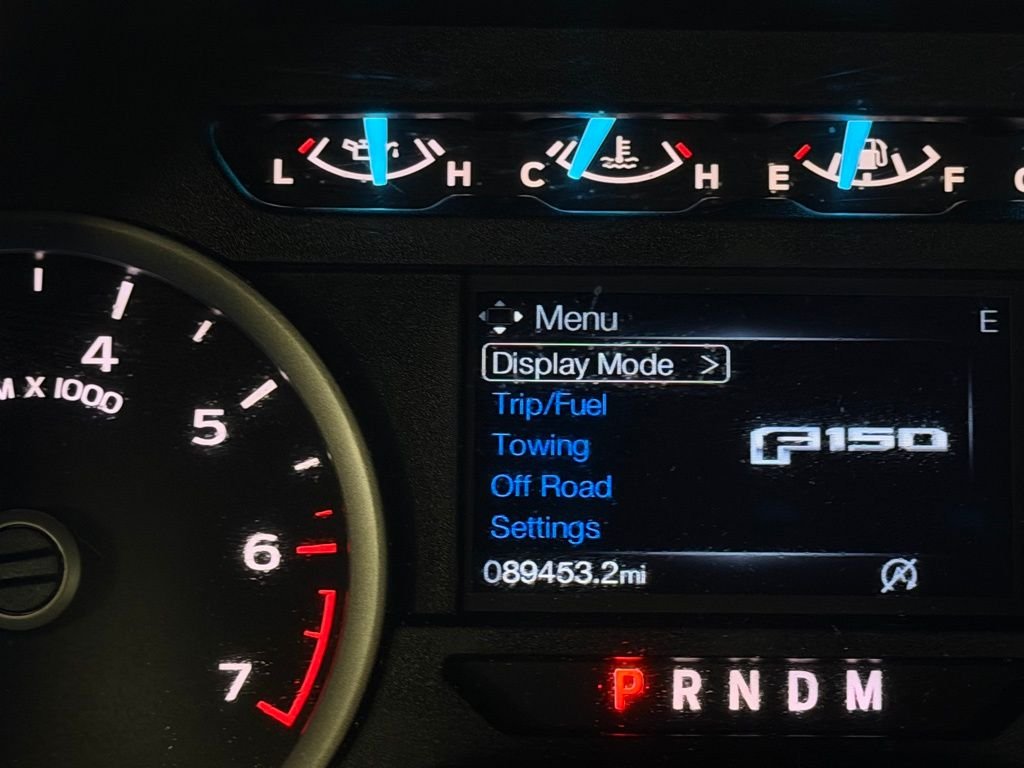 L H C H E F
Menu E
Display Mode >
Trip/Fuel
Towing
F150
Off Road
Settings
089453.2mi
4
X 1000
5
6
7
P R N D M